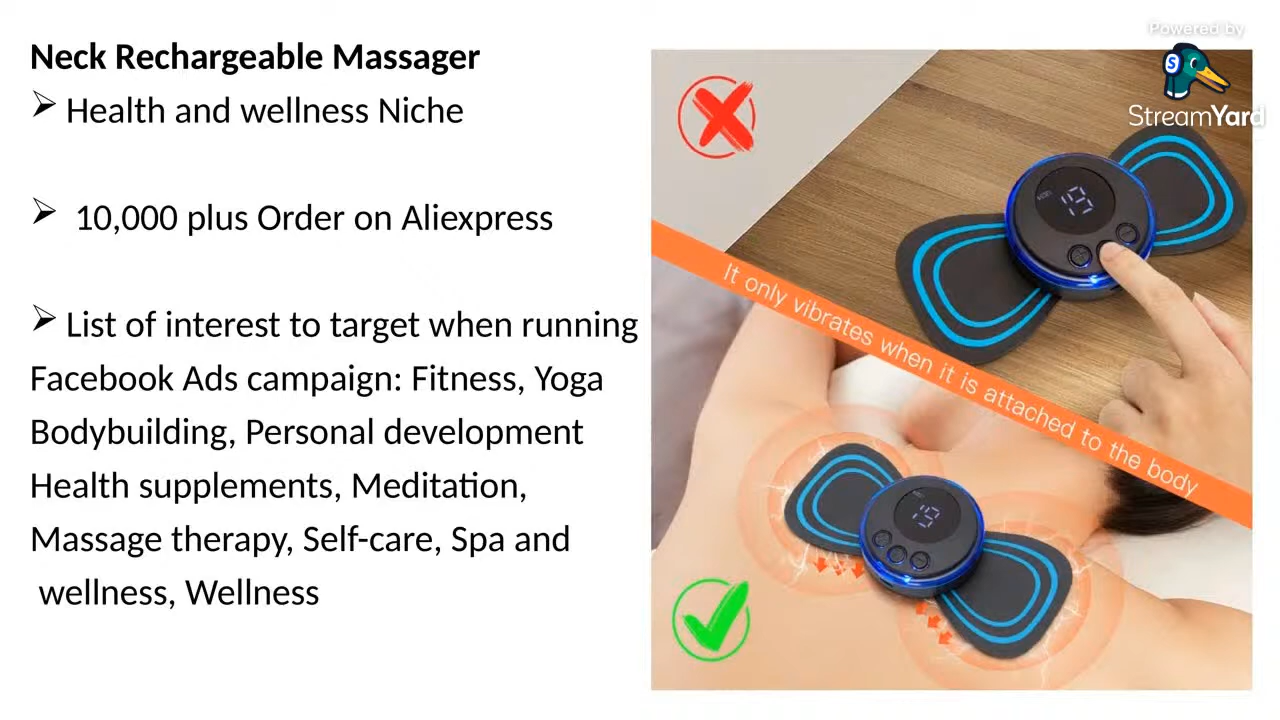 Neck Rechargeable Massager
Health and wellness Niche
10,000 plus Order on Aliexpress
List of interest to target when running
Facebook Ads campaign: Fitness, Yoga
Bodybuilding, Personal development
Health supplements, Meditation,
Massage therapy, Self-care, Spa and
wellness, Wellness
Powered by
S
StreamYard
It only vibrates when it is attached to the body
19